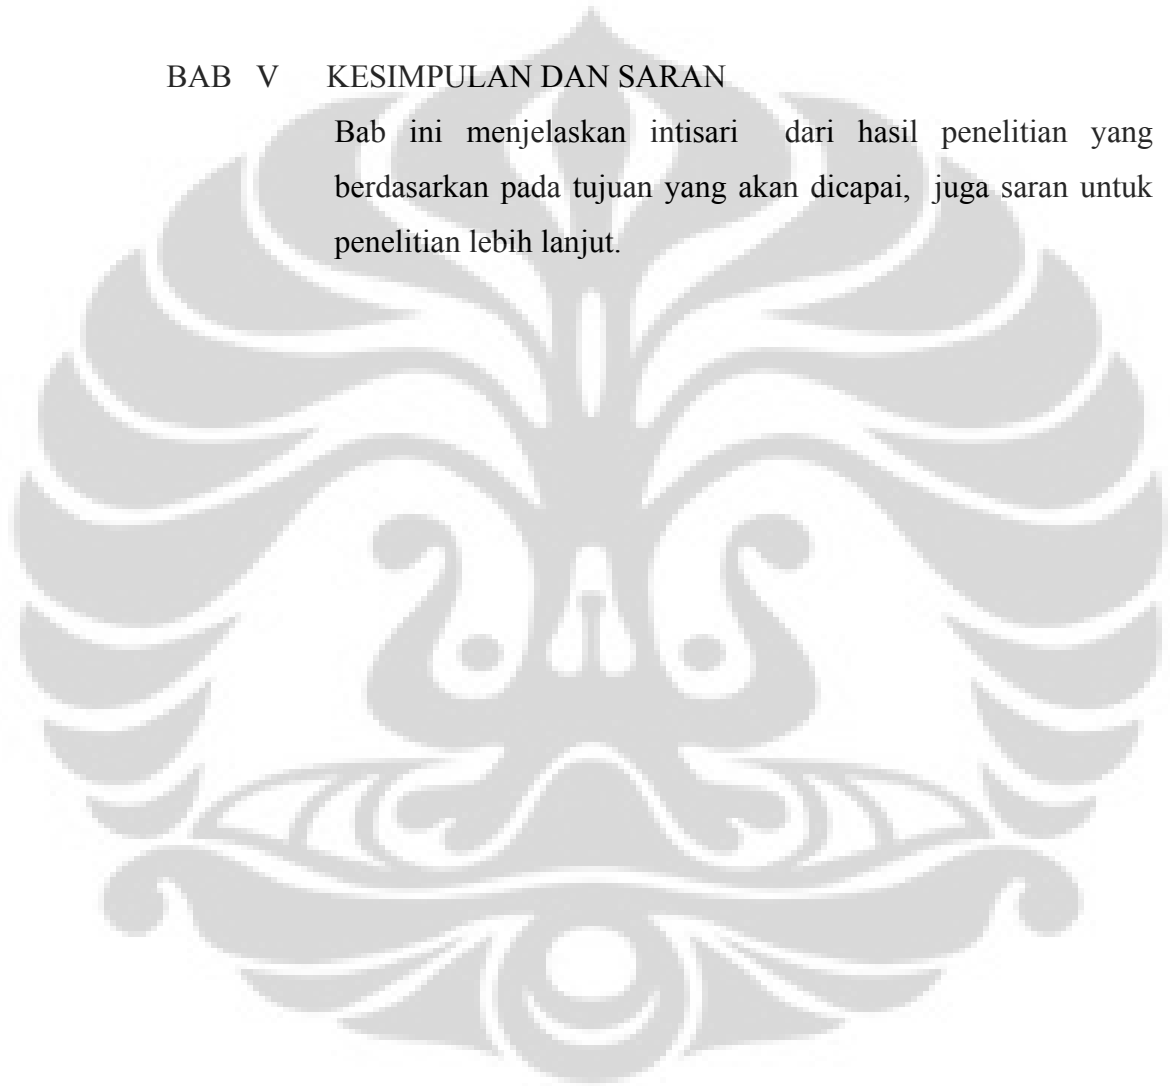 BAB V KESIMPULAN DAN SARAN
Bab ini menjelaskan intisari dari hasil penelitian yang
berdasarkan pada tujuan yang akan dicapai, juga saran untuk
penelitian lebih lanjut.